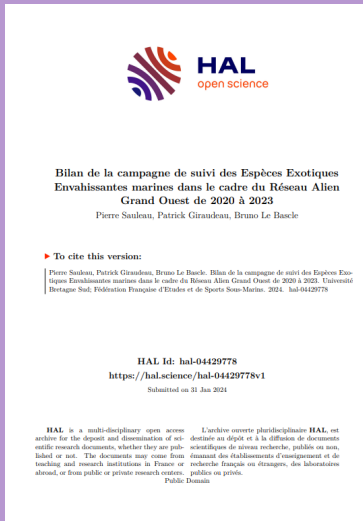 HAL
open science
Bilan de la campagne de suivi des Espèces Exotiques
Envahissantes marines dans le cadre du Réseau Alien
Grand Ouest de 2020 à 2023
Pierre Sauleau, Patrick Giraudeau, Bruno Le Bascle
▶ To cite this version:
Pierre Sauleau, Patrick Giraudeau, Bruno Le Bascle. Bilan de la campagne de suivi des Espèces Exo-
tiques Envahissantes marines dans le cadre du Réseau Alien Grand Ouest de 2020 à 2023. Université
Bretagne Sud; Fédération Française d'Etudes et de Sports Sous-Marins. 2024. hal-04429778
HAL Id: hal-04429778
https://hal.science/hal-04429778v1
Submitted on 31 Jan 2024
HAL is a multi-disciplinary open access
archive for the deposit and dissemination of sci-
entific research documents, whether they are pub-
lished or not. The documents may come from
teaching and research institutions in France or
abroad, or from public or private research centers.
L'archive ouverte pluridisciplinaire HAL, est
destinée au dépôt et à la diffusion de documents
scientifiques de niveau recherche, publiés ou non,
émanant des établissements d'enseignement et de
recherche français ou étrangers, des laboratoires
publics ou privés.
Public Domain